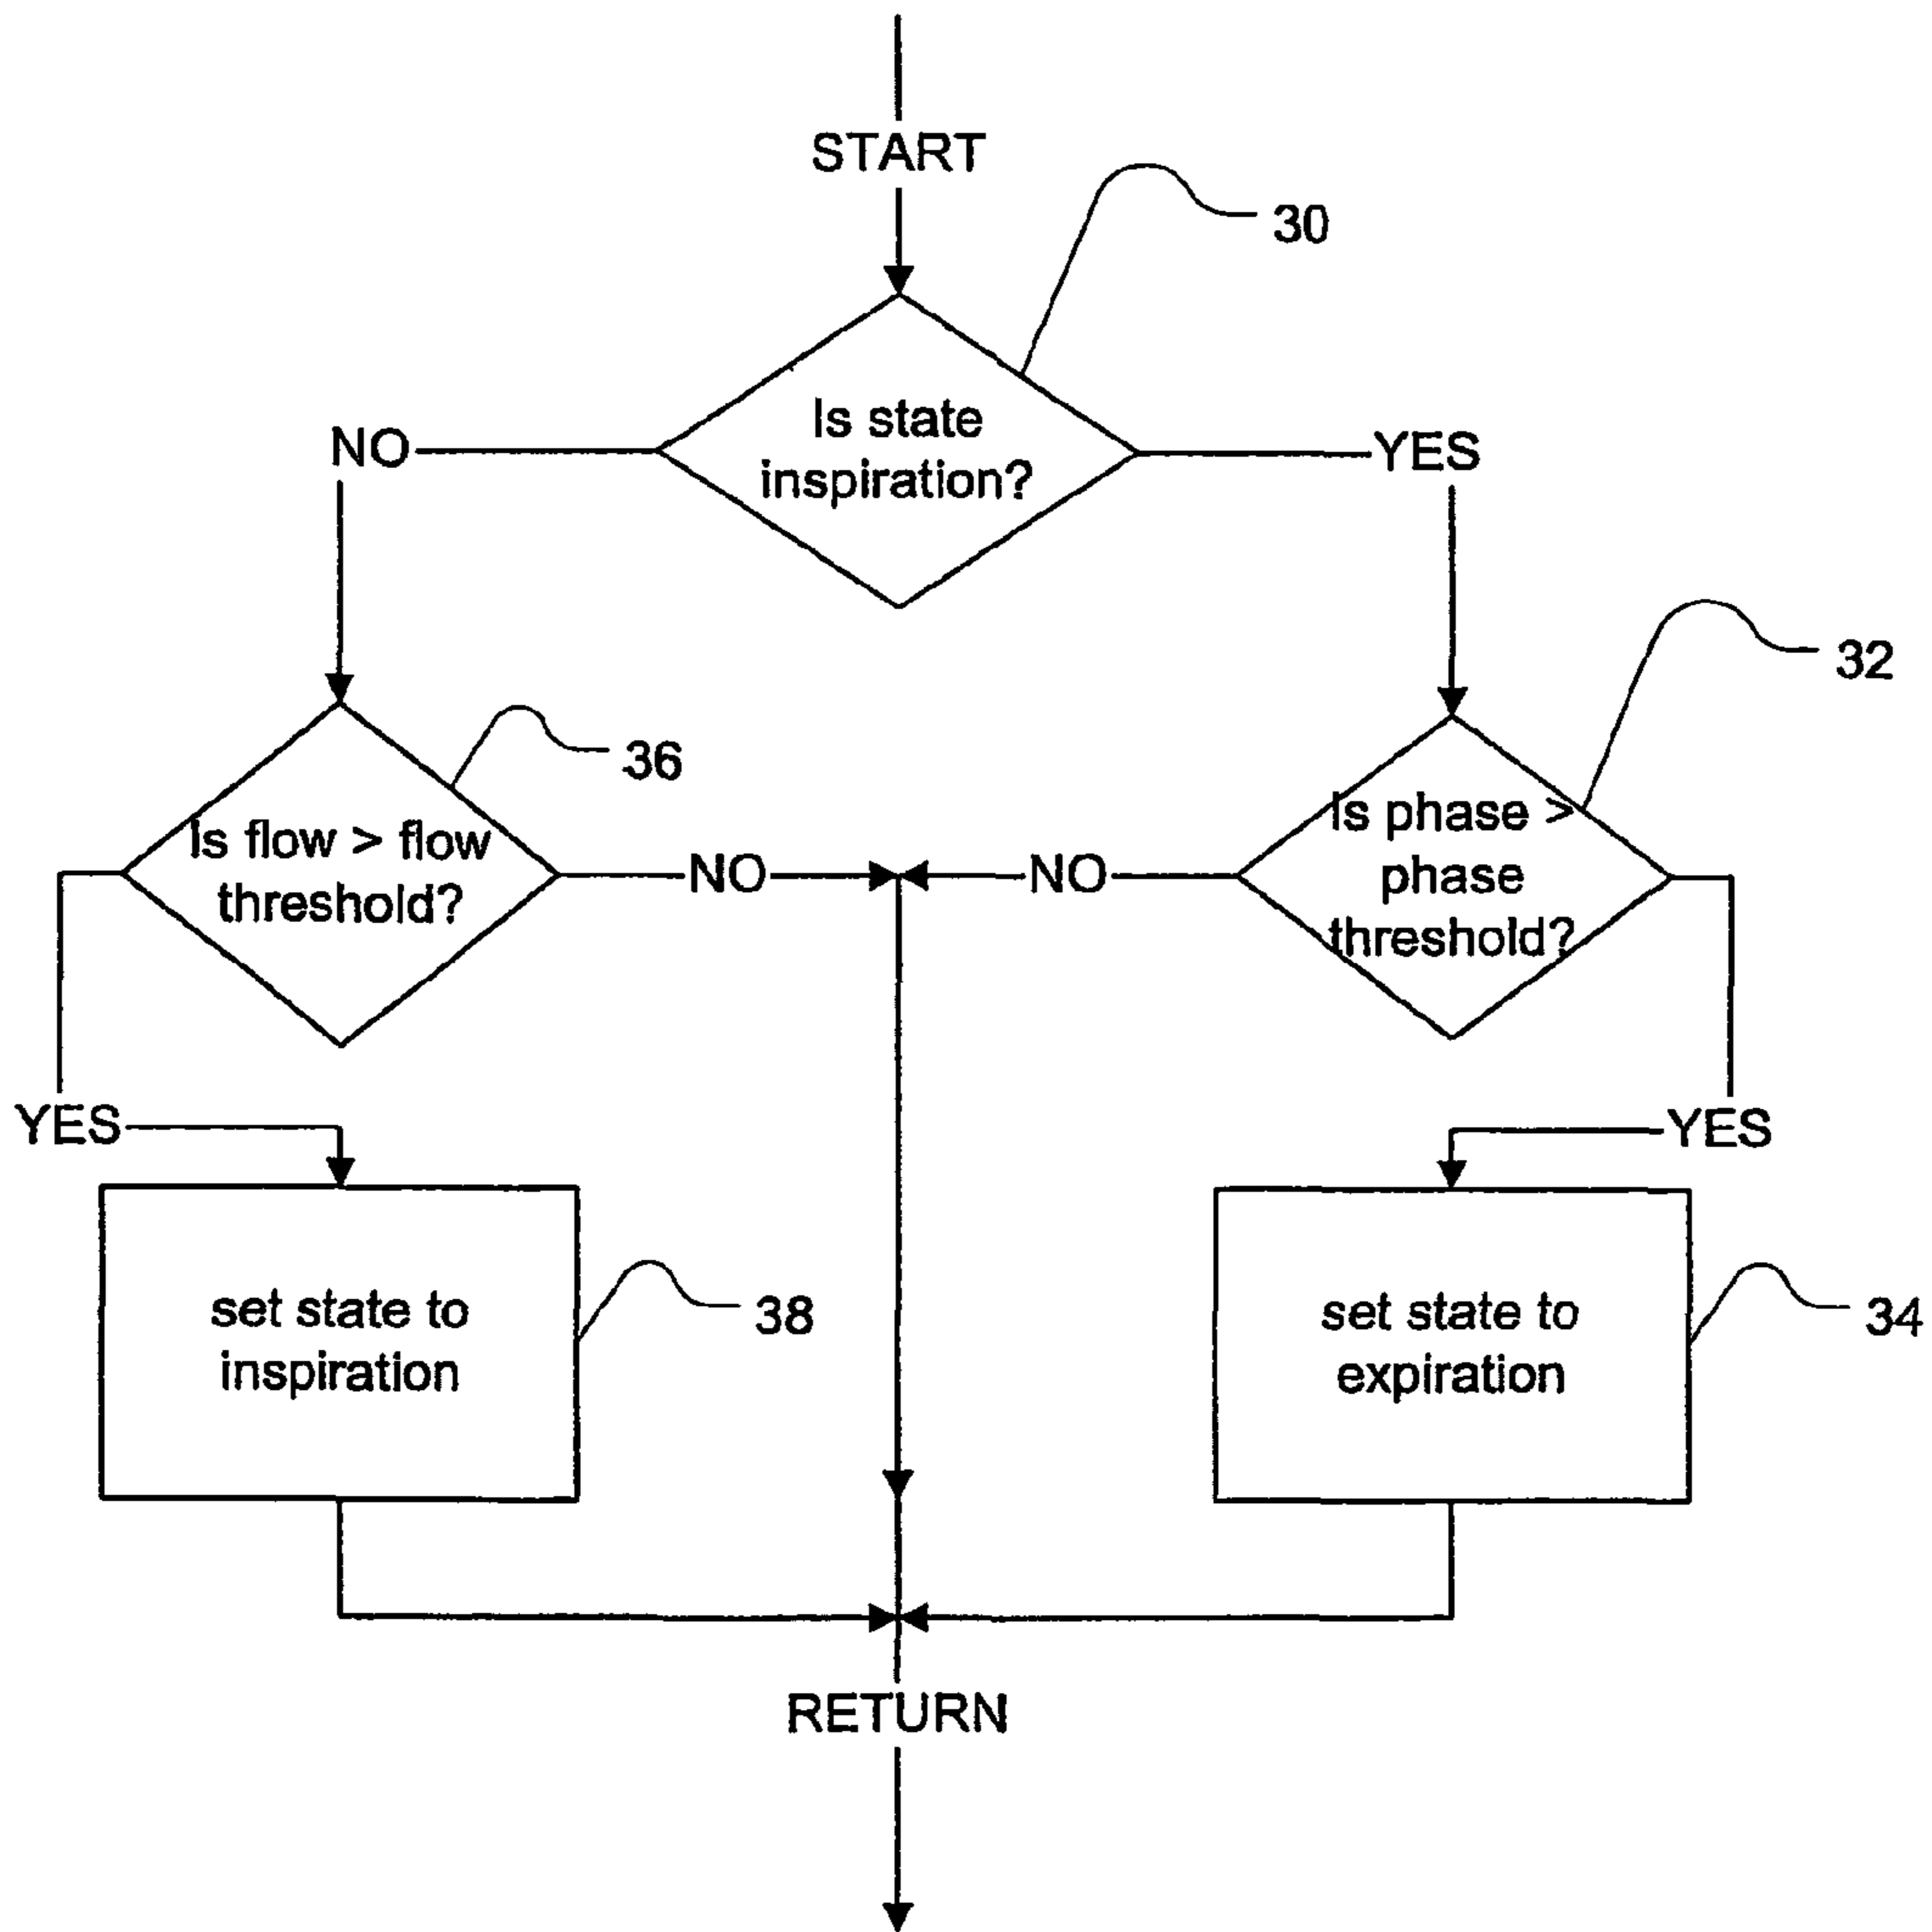 START
30
Is state
inspiration?
NO
YES
32
36
Is flow > flow
threshold?
NO
NO
Is phase >
phase
threshold?
YES
YES
set state to
inspiration
38
set state to
expiration
34
RETURN